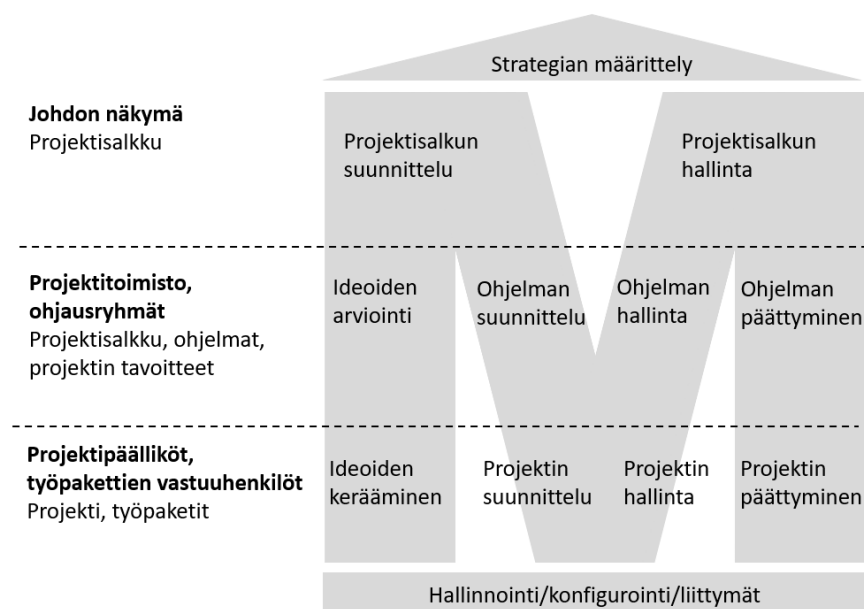 Strategian määrittely
Johdon näkymä
Projektisalkku
Projektisalkun
suunnittelu
Projektisalkun
hallinta
Projektitoimisto,
ohjausryhmät
Projektisalkku, ohjelmat,
projektin tavoitteet
Ideoiden
arviointi
Ohjelman
suunnittelu
Ohjelman
hallinta
Ohjelman
päättyminen
Projektipäälliköt,
työpakettien vastuuhenkilöt
Projekti, työpaketit
Ideoiden
kerääminen
Projektin
suunnittelu
Projektin
hallinta
Projektin
päättyminen
Hallinnointi/konfigurointi/liittymät